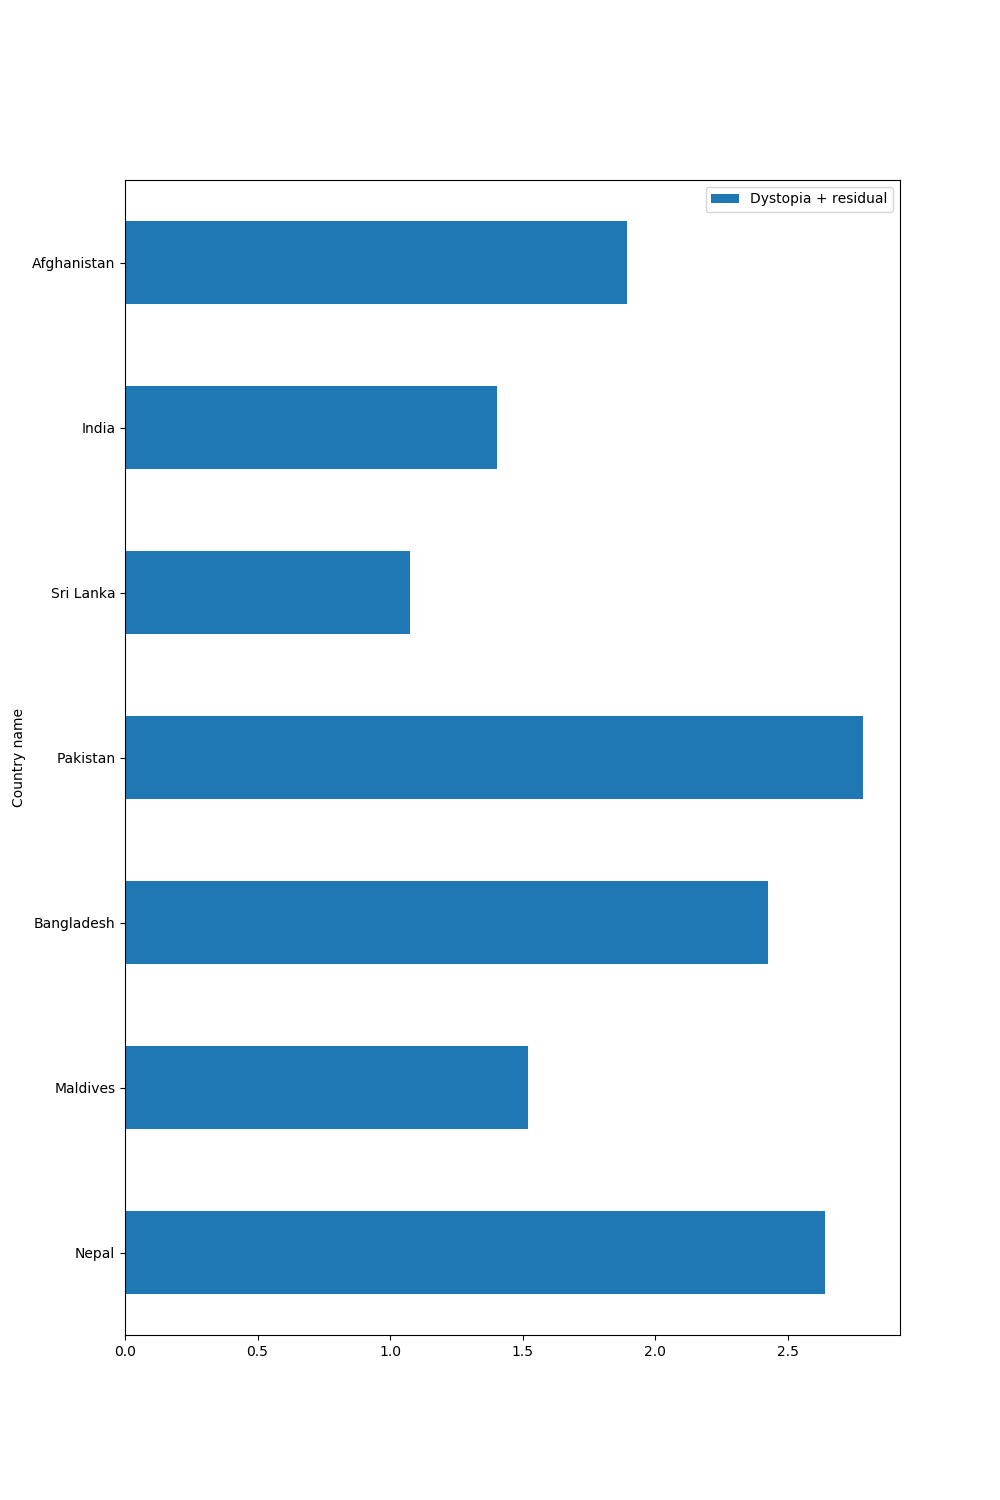 Dystopia + residual
Afghanistan
India
Sri Lanka
Pakistan
Bangladesh
Maldives
Nepal
Country name
0.0 0.5 1.0 1.5 2.0 2.5